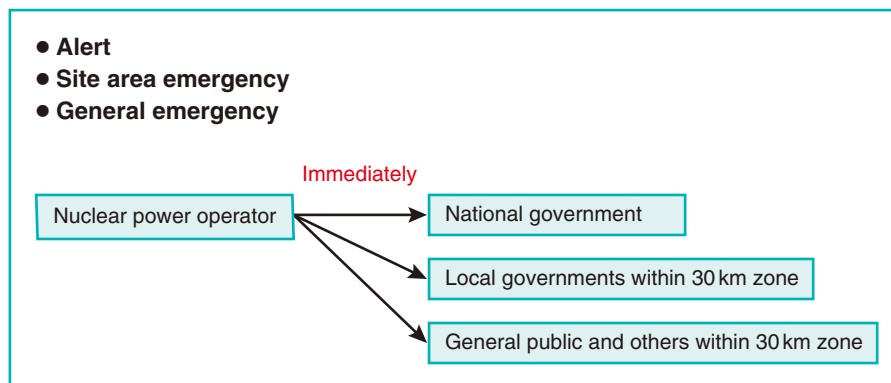 ● Alert
● Site area emergency
● General emergency
Immediately
Nuclear power operator
National government
Local governments within 30 km zone
General public and others within 30 km zone